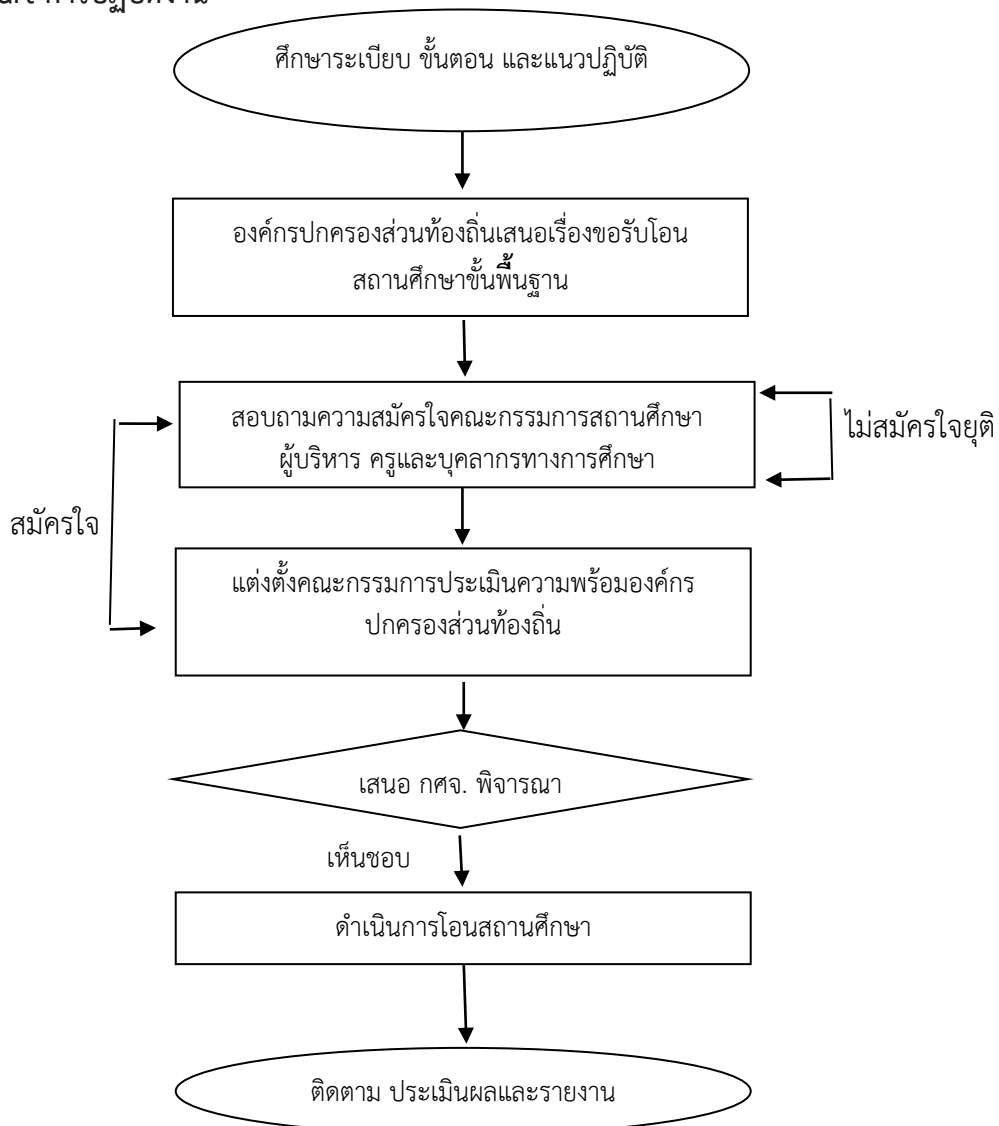 การปฏิบัติงาน
ศึกษาระเบียบ ขั้นตอน และแนวปฏิบัติ
องค์กรปกครองส่วนท้องถิ่นเสนอเรื่องขอรับโอน
สถานศึกษาขั้นพื้นฐาน
สอบถามความสมัครใจคณะกรรมการสถานศึกษา
ผู้บริหาร ครูและบุคลากรทางการศึกษา
ไม่สมัครใจยุติ
สมัครใจ
แต่งตั้งคณะกรรมการประเมินความพร้อมองค์กร
ปกครองส่วนท้องถิ่น
เสนอ กศจ. พิจารณา
เห็นชอบ
ดำเนินการโอนสถานศึกษา
ติดตาม ประเมินผลและรายงาน